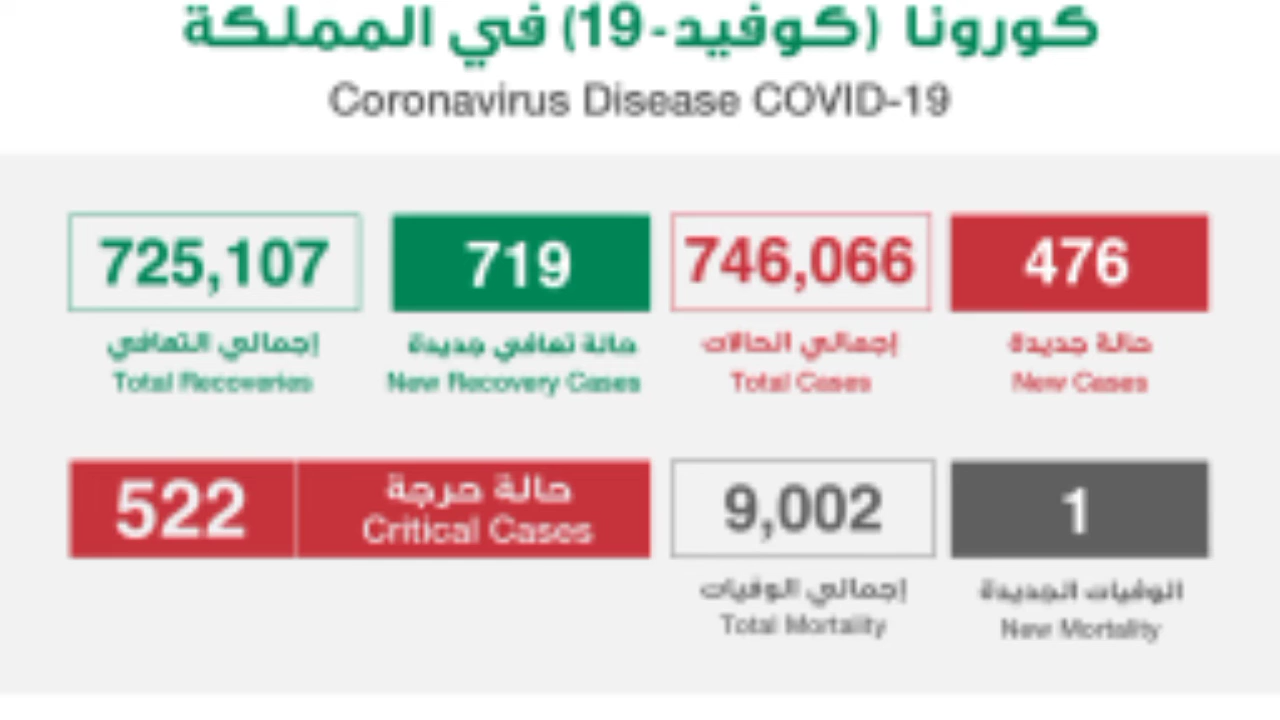 كورونا (كوفيد-19) في المملكة
Coronavirus Disease COVID-19
476
746,066
719
725,107
حالة جديدة
إجمالي الحالات
حالة تعافي جديدة
إجمالي التعافي
New Cases
Total Cases
New Recovery Cases
Total Recoveries
1
9,002
حالة حرجة
Critical Cases
522
الوفيات الجديدة
إجمالي الوفيات
New Mortality
Total Mortality